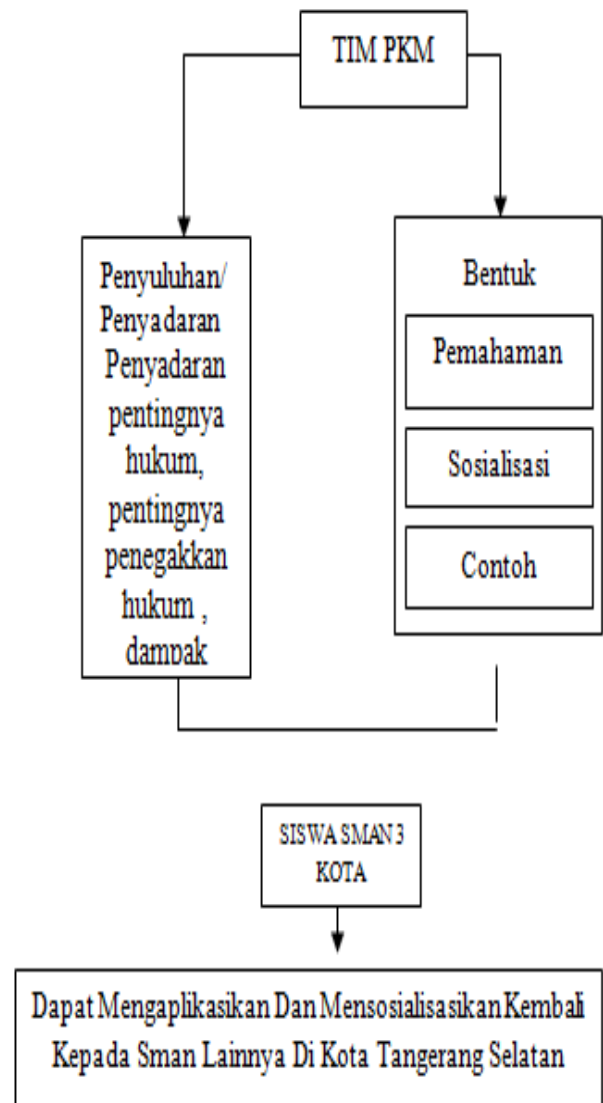 TIM PKM
Penyuluhan/
Penyadaran
Penyadaran
pentingnya
hukum,
pentingnya
penegakkan
hukum ,
dampak
Bentuk
Pemahaman
Sosialisasi
Contoh
SISWA SMAN 3
KOTA
Dapat Mengaplikasikan Dan Mensosialisasikan Kembali
Kepada Sman Lainnya Di Kota Tangerang Selatan